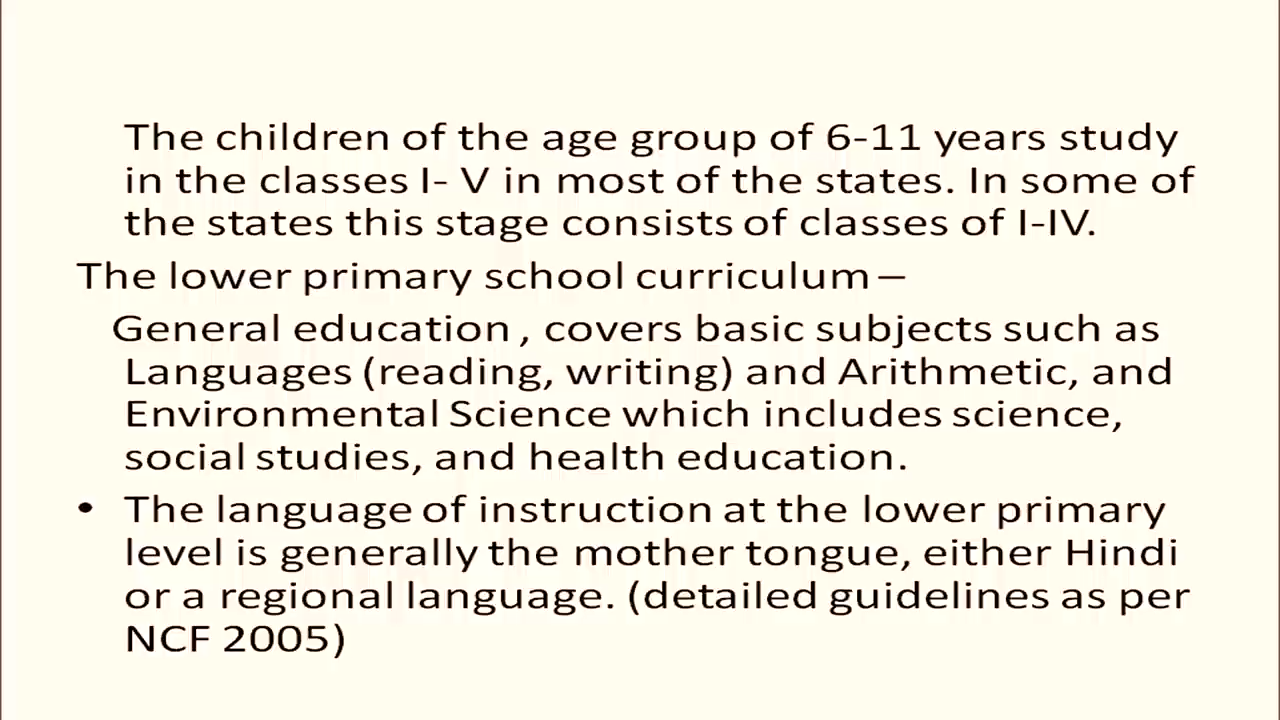 The children of the age group of 6-11 years study
in the classes I- V in most of the states. In some of
the states this stage consists of classes of I-IV.
The lower primary school curriculum –
General education , covers basic subjects such as
Languages (reading, writing) and Arithmetic, and
Environmental Science which includes science,
social studies, and health education.
• The language of instruction at the lower primary
level is generally the mother tongue, either Hindi
or a regional language. (detailed guidelines as per
NCF 2005)